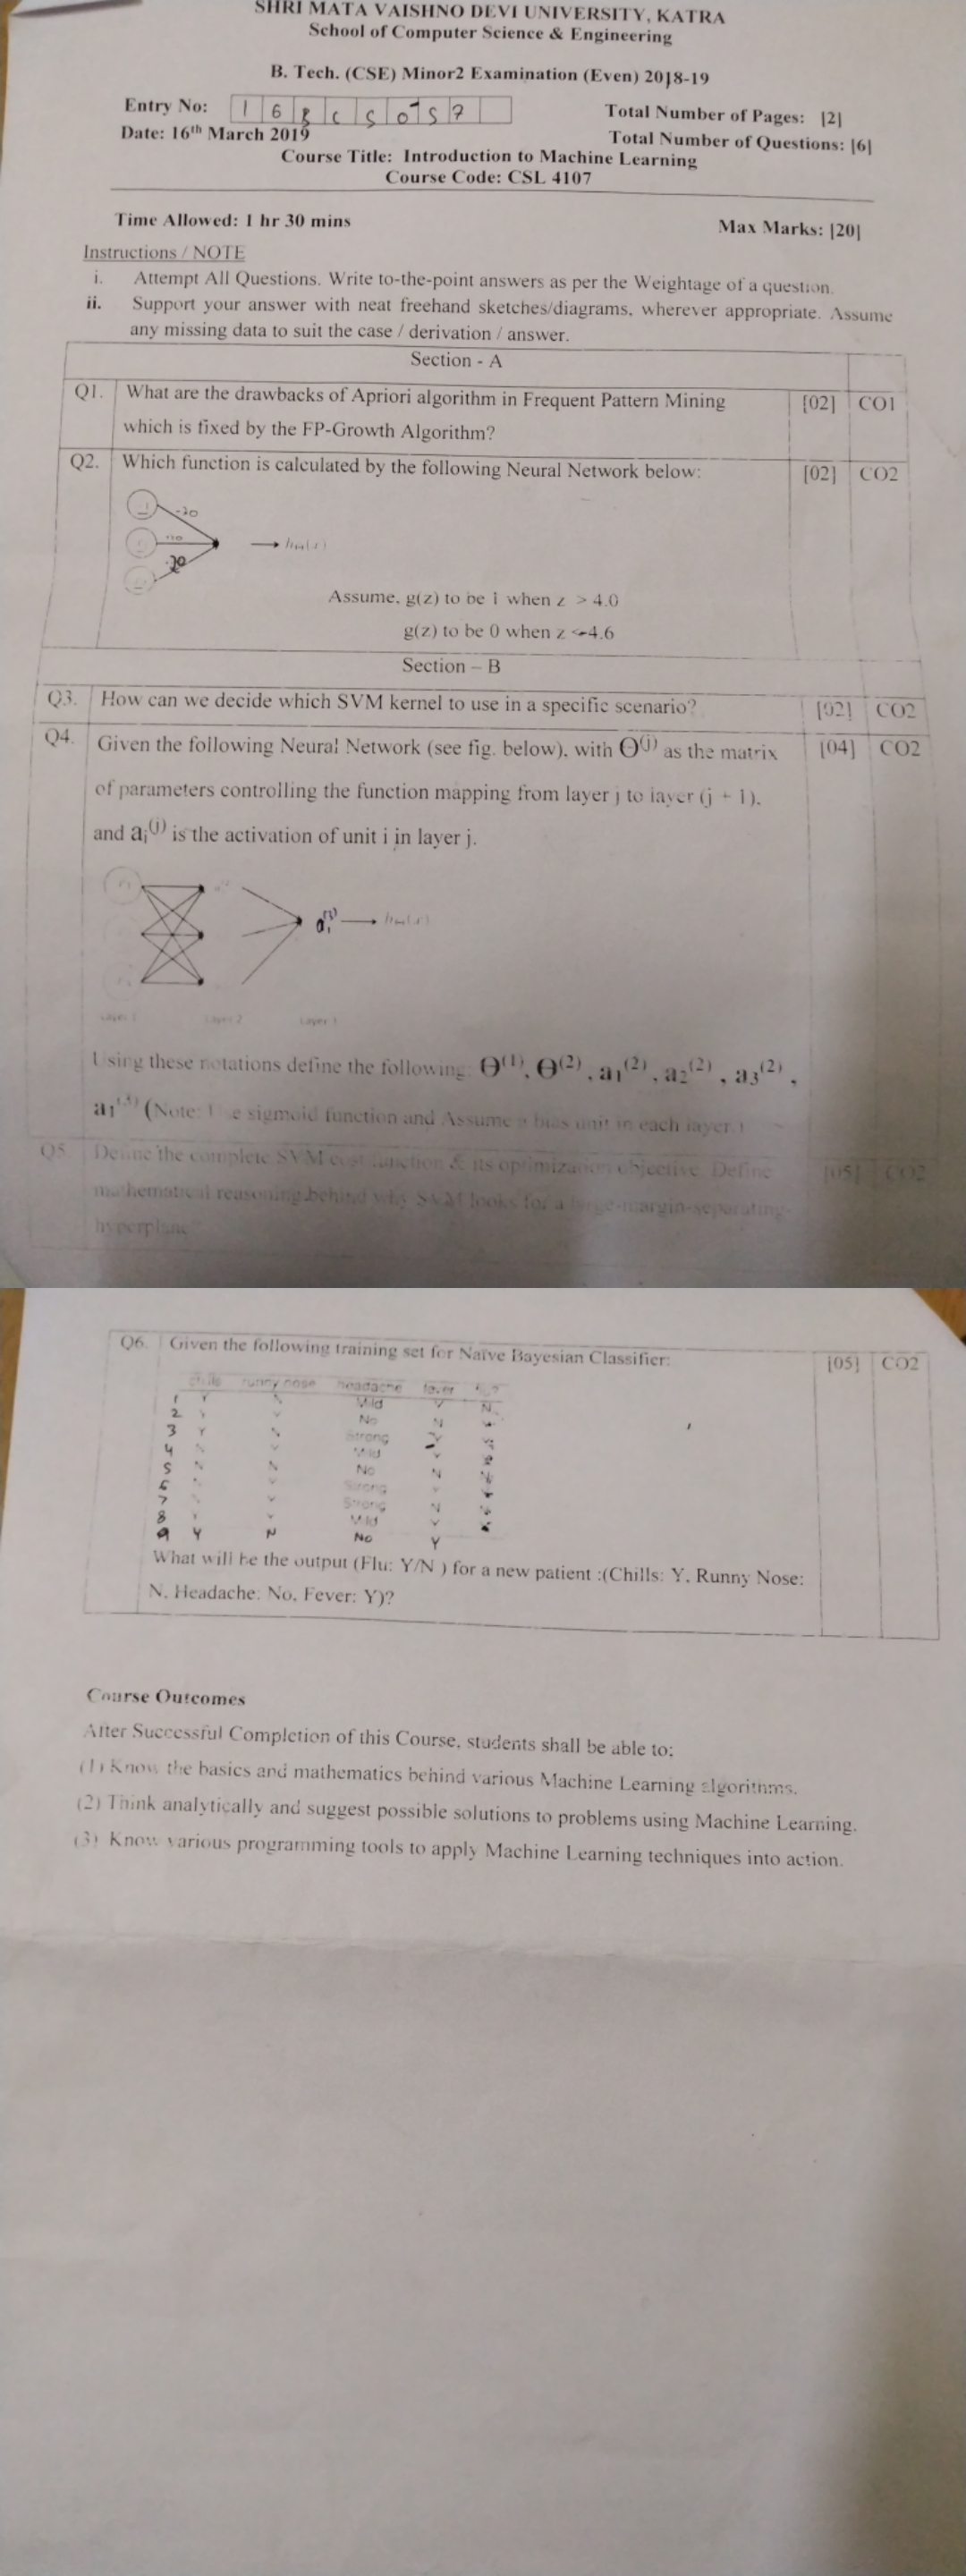 SHRI MATA VAISHNO DEVI UNIVERSITY, KATRA
School of Computer Science & Engineering
B. Tech. (CSE) Minor2 Examination (Even) 2018-19
Entry No: 1 6 B C S 0 5 7
Total Number of Pages: [2]
Date: 16th March 2019
Total Number of Questions: [6]
Course Title: Introduction to Machine Learning
Course Code: CSL 4107
Time Allowed: 1 hr 30 mins
Max Marks: [20]
Instructions / NOTE
i. Attempt All Questions. Write to-the-point answers as per the Weightage of a question.
ii. Support your answer with neat freehand sketches/diagrams, wherever appropriate. Assume
any missing data to suit the case / derivation / answer.
Section - A
Q1. What are the drawbacks of Apriori algorithm in Frequent Pattern Mining [02] CO1
which is fixed by the FP-Growth Algorithm?
Q2. Which function is calculated by the following Neural Network below: [02] CO2
Assume, g(z) to be 1 when z > 4.0
g(z) to be 0 when z <-4.6
Section – B
Q3. How can we decide which SVM kernel to use in a specific scenario? [02] CO2
Q4. Given the following Neural Network (see fig. below), with Θ(j) as the matrix [04] CO2
of parameters controlling the function mapping from layer j to layer (j + 1),
and ai(j) is the activation of unit i in layer j.
a1(3)
Layer 1 Layer 2 Layer 3
Using these notations define the following: Θ(1), Θ(2), a1(2), a2(2), a3(2),
a1(3) (Note: Use sigmoid function and Assume a bias unit in each layer.)
Q5. Define the complete SVM cost function & its optimization objective. Define [05] CO2
mathematical reasoning behind why SVM looks for a large-margin-separating-
hyperplane?
Q6. Given the following training set for Naïve Bayesian Classifier: [05] CO2
chills runny nose headache fever
1 Y N Mild Y N
2 Y No N
3 Y N Strong Y
4 N Y Mild Y
5 N N No N
6 Strong
7 Strong N
8 Y Y Mild Y
9 Y N No Y
What will be the output (Flu: Y/N ) for a new patient :(Chills: Y, Runny Nose:
N, Headache: No, Fever: Y)?
Course Outcomes
After Successful Completion of this Course, students shall be able to:
(1) Know the basics and mathematics behind various Machine Learning algorithms.
(2) Think analytically and suggest possible solutions to problems using Machine Learning.
(3) Know various programming tools to apply Machine Learning techniques into action.